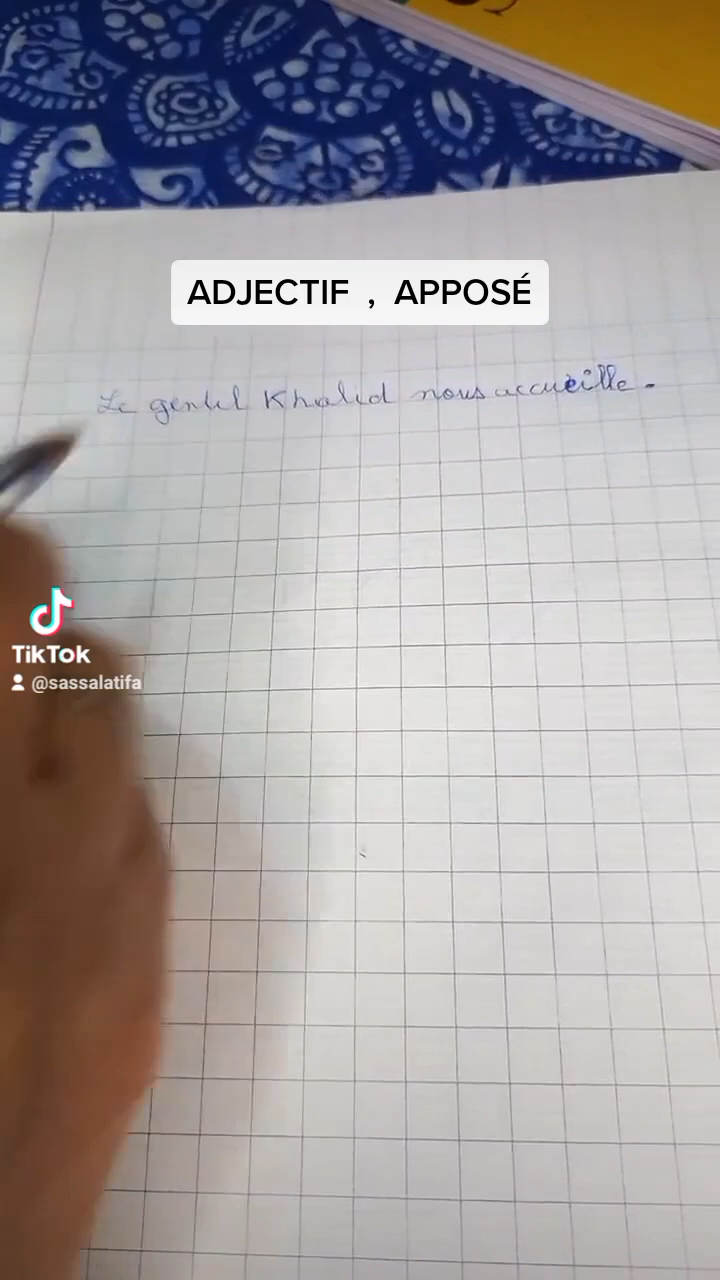 ADJECTIF , APPOSÉ
Le gentil Khalid nous accueille.
TikTok
@sassalatifa